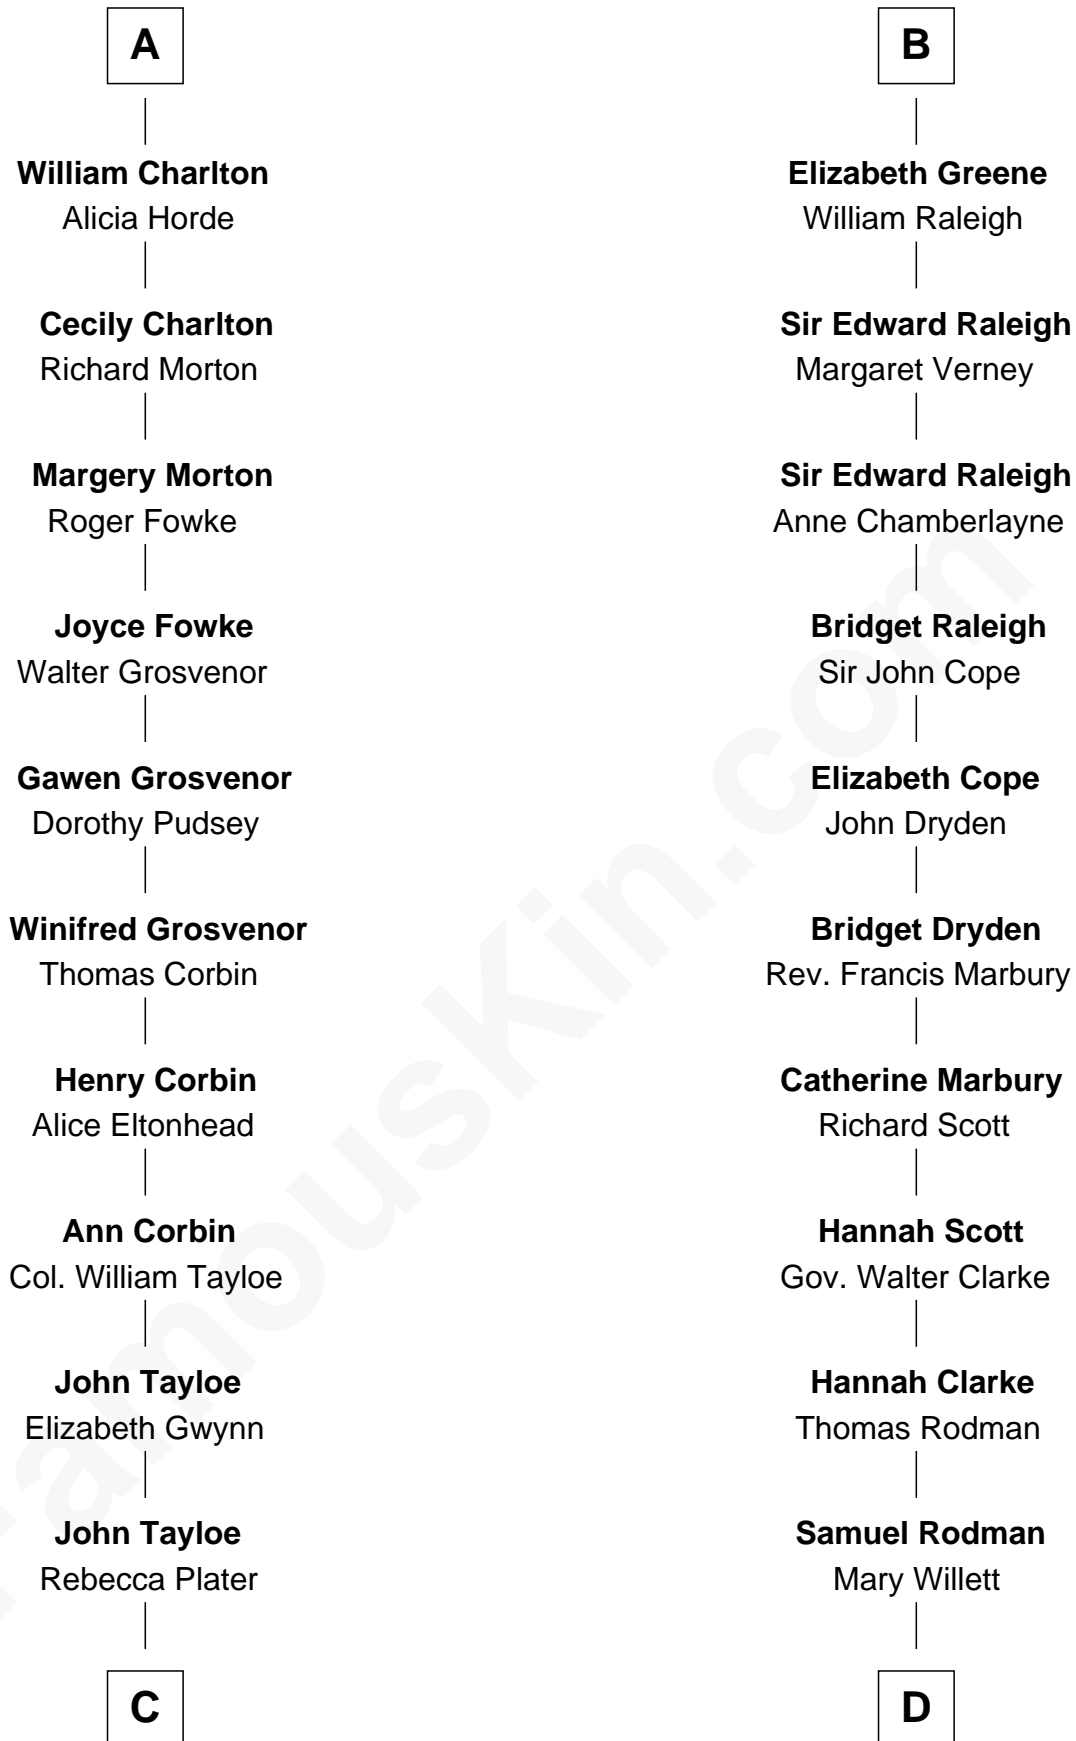 A
William Charlton
Alicia Horde
Cecily Charlton
Richard Morton
Margery Morton
Roger Fowke
Joyce Fowke
Walter Grosvenor
Gawen Grosvenor
Dorothy Pudsey
Winifred Grosvenor
Thomas Corbin
Henry Corbin
Alice Eltonhead
Ann Corbin
Col. William Tayloe
John Tayloe
Elizabeth Gwynn
John Tayloe
Rebecca Plater
C
B
Elizabeth Greene
William Raleigh
Sir Edward Raleigh
Margaret Verney
Sir Edward Raleigh
Anne Chamberlayne
Bridget Raleigh
Sir John Cope
Elizabeth Cope
John Dryden
Bridget Dryden
Rev. Francis Marbury
Catherine Marbury
Richard Scott
Hannah Scott
Gov. Walter Clarke
Hannah Clarke
Thomas Rodman
Samuel Rodman
Mary Willett
D
FamousKin.com